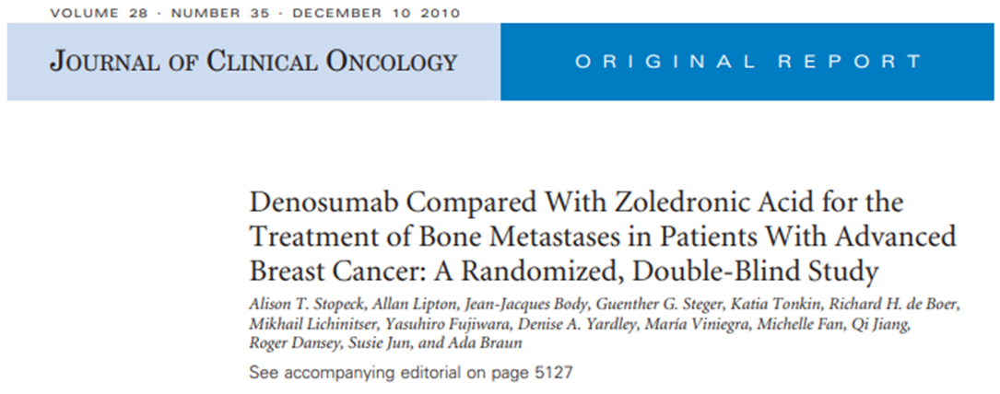 VOLUME 28 · NUMBER 35 · DECEMBER 10 2010
JOURNAL OF CLINICAL ONCOLOGY
ORIGINAL REPORT
Denosumab Compared With Zoledronic Acid for the
Treatment of Bone Metastases in Patients With Advanced
Breast Cancer: A Randomized, Double-Blind Study
Alison T. Stopeck, Allan Lipton, Jean-Jacques Body, Guenther G. Steger, Katia Tonkin, Richard H. de Boer,
Mikhail Lichinitser, Yasuhiro Fujiwara, Denise A. Yardley, María Viniegra, Michelle Fan, Qi Jiang,
Roger Dansey, Susie Jun, and Ada Braun
See accompanying editorial on page 5127